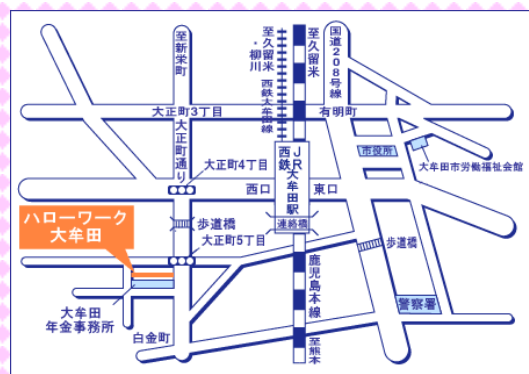 至新栄町
至久留米・柳川
西鉄大牟田線
至久留米
国道208号線
大正町3丁目
有明町
大正町通り
大正町4丁目
西鉄
JR
大牟田駅
市役所
大牟田市労働福祉会館
西口
東口
ハローワーク
大牟田
歩道橋
連絡橋
大正町5丁目
歩道橋
鹿児島本線
大牟田
年金事務所
警察署
白金町
至熊本